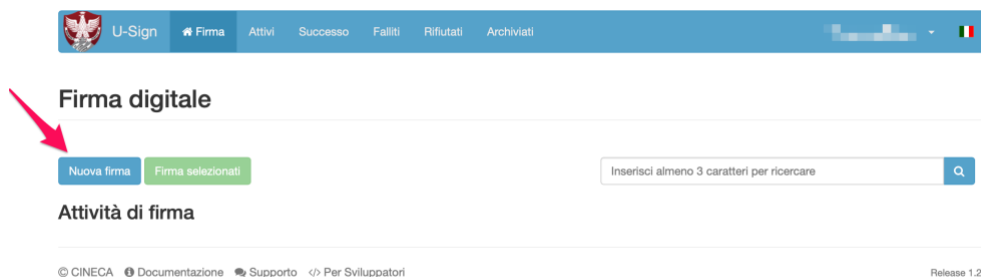 U-Sign Firma Attivi Successo Falliti Rifiutati Archiviati
Firma digitale
Nuova firma Firma selezionati Inserisci almeno 3 caratteri per ricercare
Attività di firma
© CINECA Documentazione Supporto </> Per Sviluppatori Release 1.2